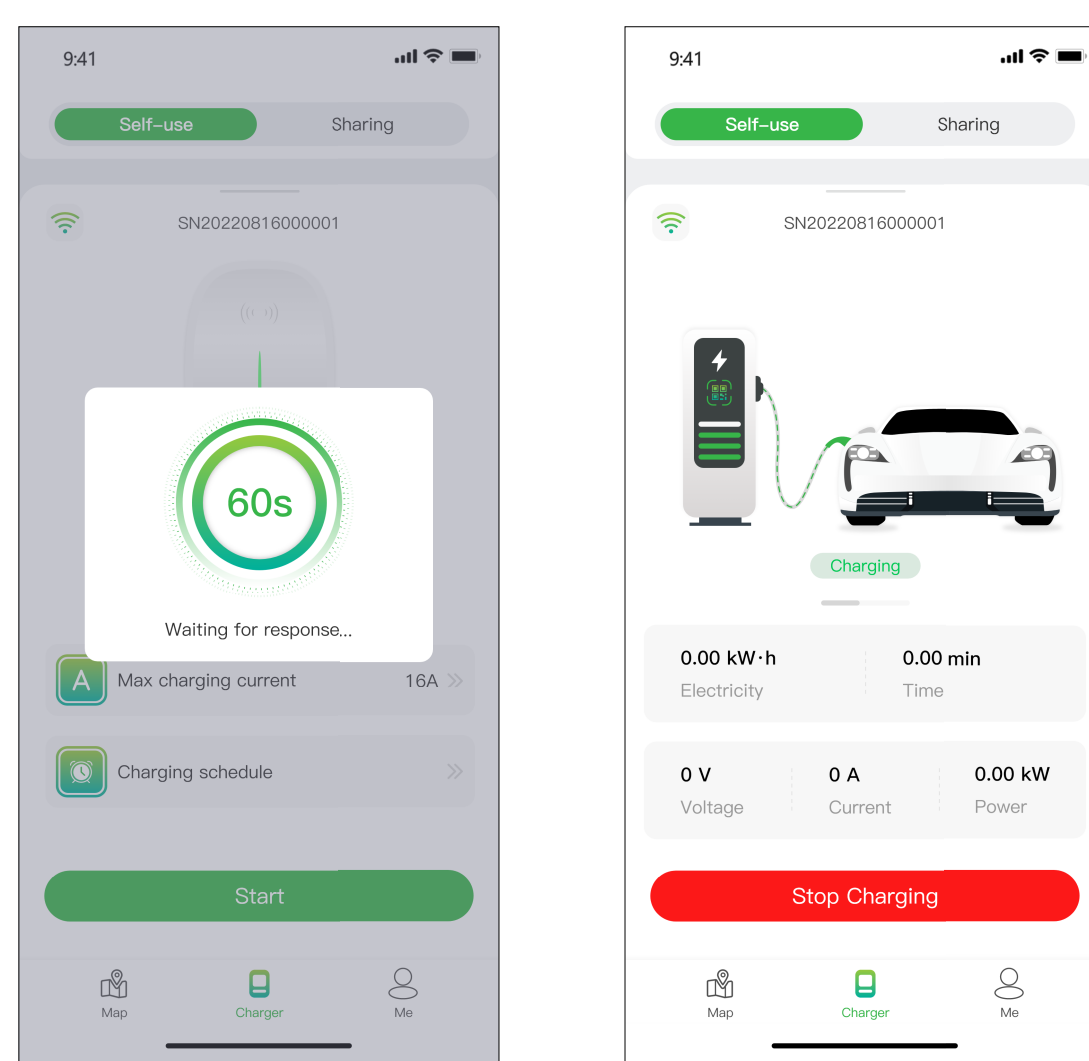 9:41
Self-use Sharing
SN20220816000001
60s
Waiting for response...
A
Max charging current 16A
Charging schedule
Start
Map Charger Me
9:41
Self-use Sharing
SN20220816000001
Charging
0.00 kW·h 0.00 min
Electricity Time
0 V 0 A 0.00 kW
Voltage Current Power
Stop Charging
Map Charger Me